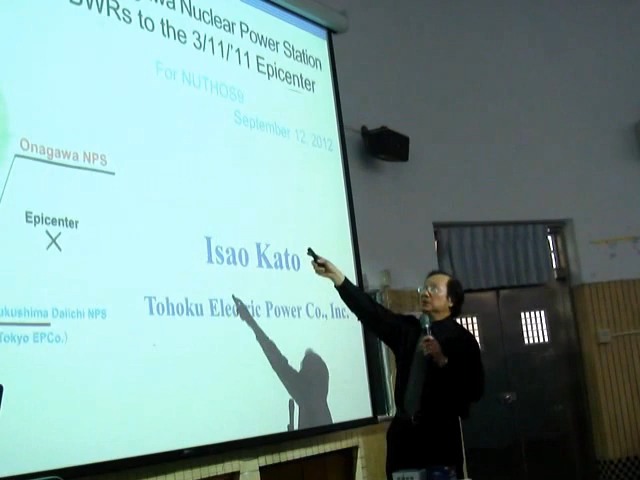 Nuclear Power Station
BWRs to the 3/11/'11 Epicenter
For NUTHOS9
September 12, 2012
Onagawa NPS
Epicenter
Isao Kato
Tohoku Electric Power Co., Inc.
ukushima Daiichi NPS
Tokyo EPCo.)